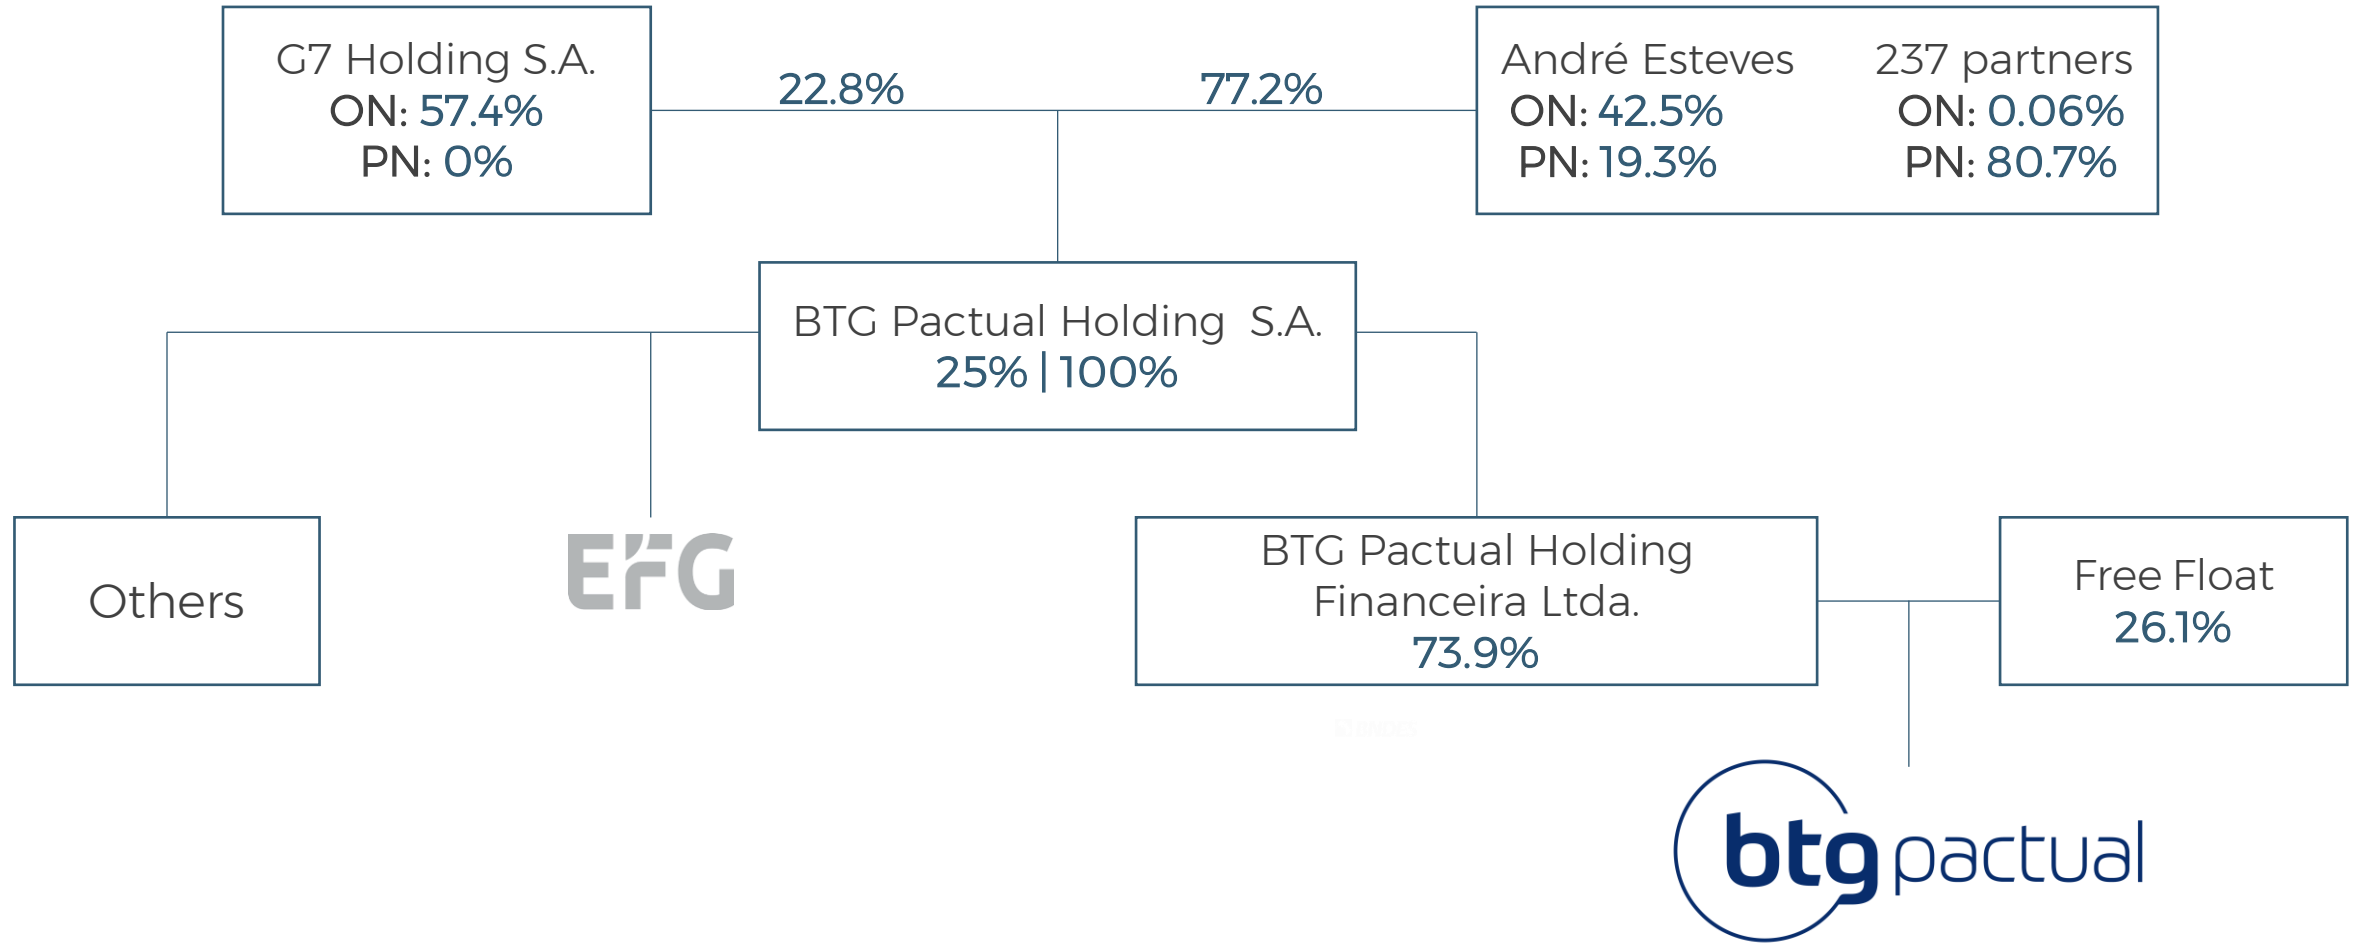 G7 Holding S.A.
ON: 57.4%
PN: 0%
22.8%
77.2%
André Esteves
ON: 42.5%
PN: 19.3%
237 partners
ON: 0.06%
PN: 80.7%
BTG Pactual Holding S.A.
25% | 100%
Others
EFG
BTG Pactual Holding
Financeira Ltda.
73.9%
Free Float
26.1%
btg pactual